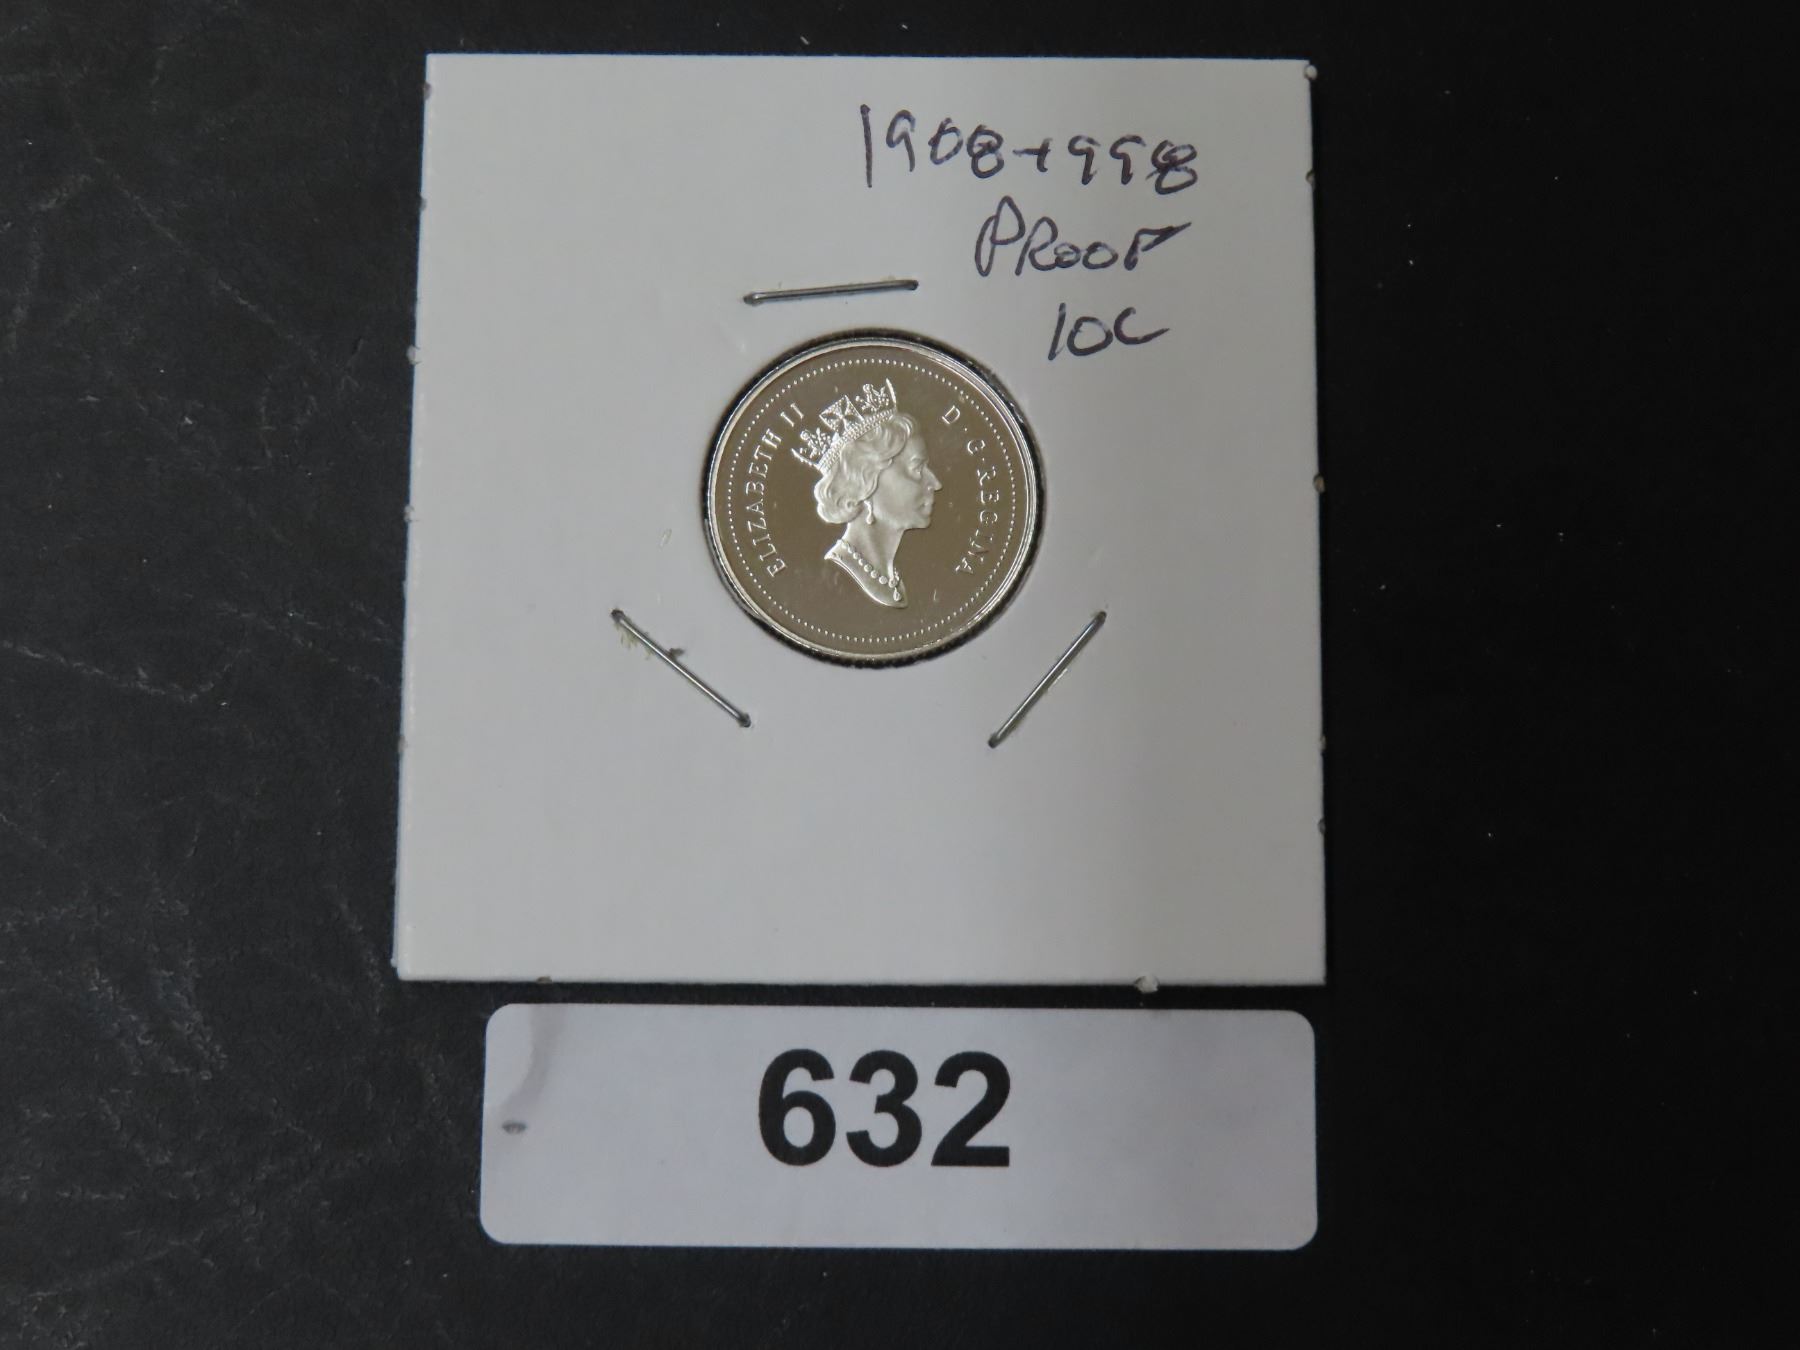 1908-1998
PROOF
10C
ELIZABETH II D·G·REGINA
632